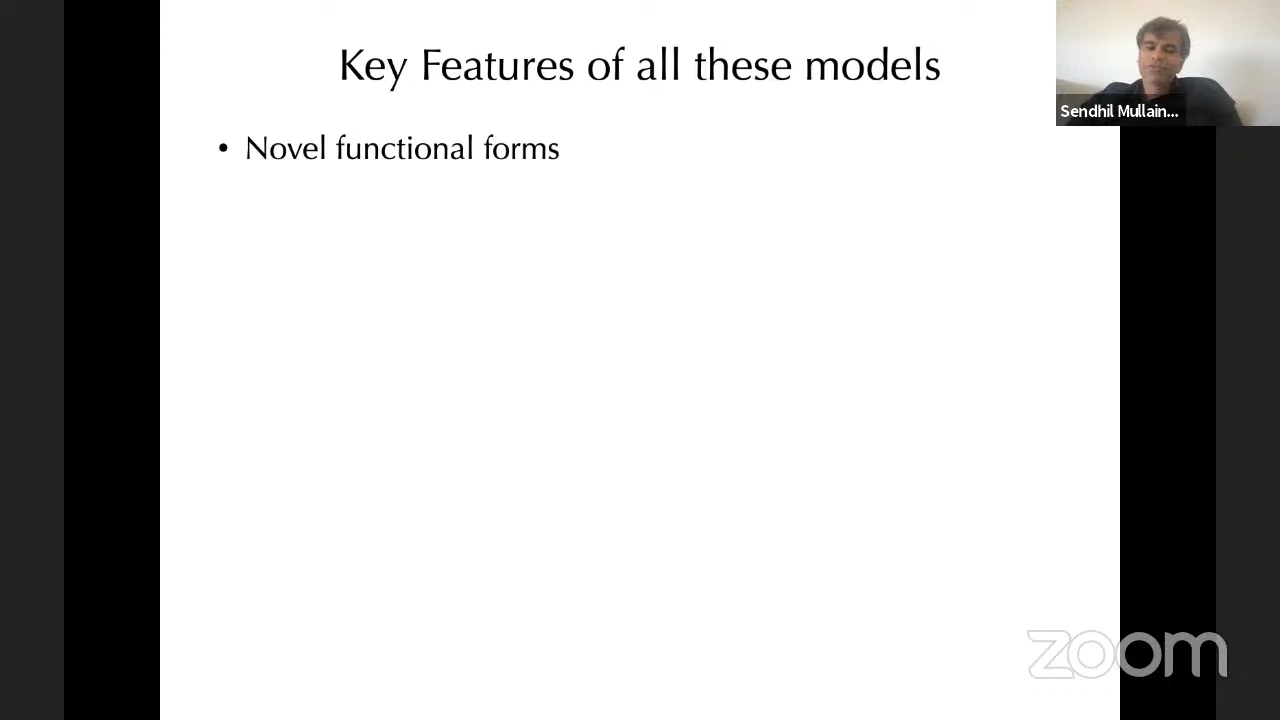 Key Features of all these models
Sendhil Mullain...
• Novel functional forms
zoom